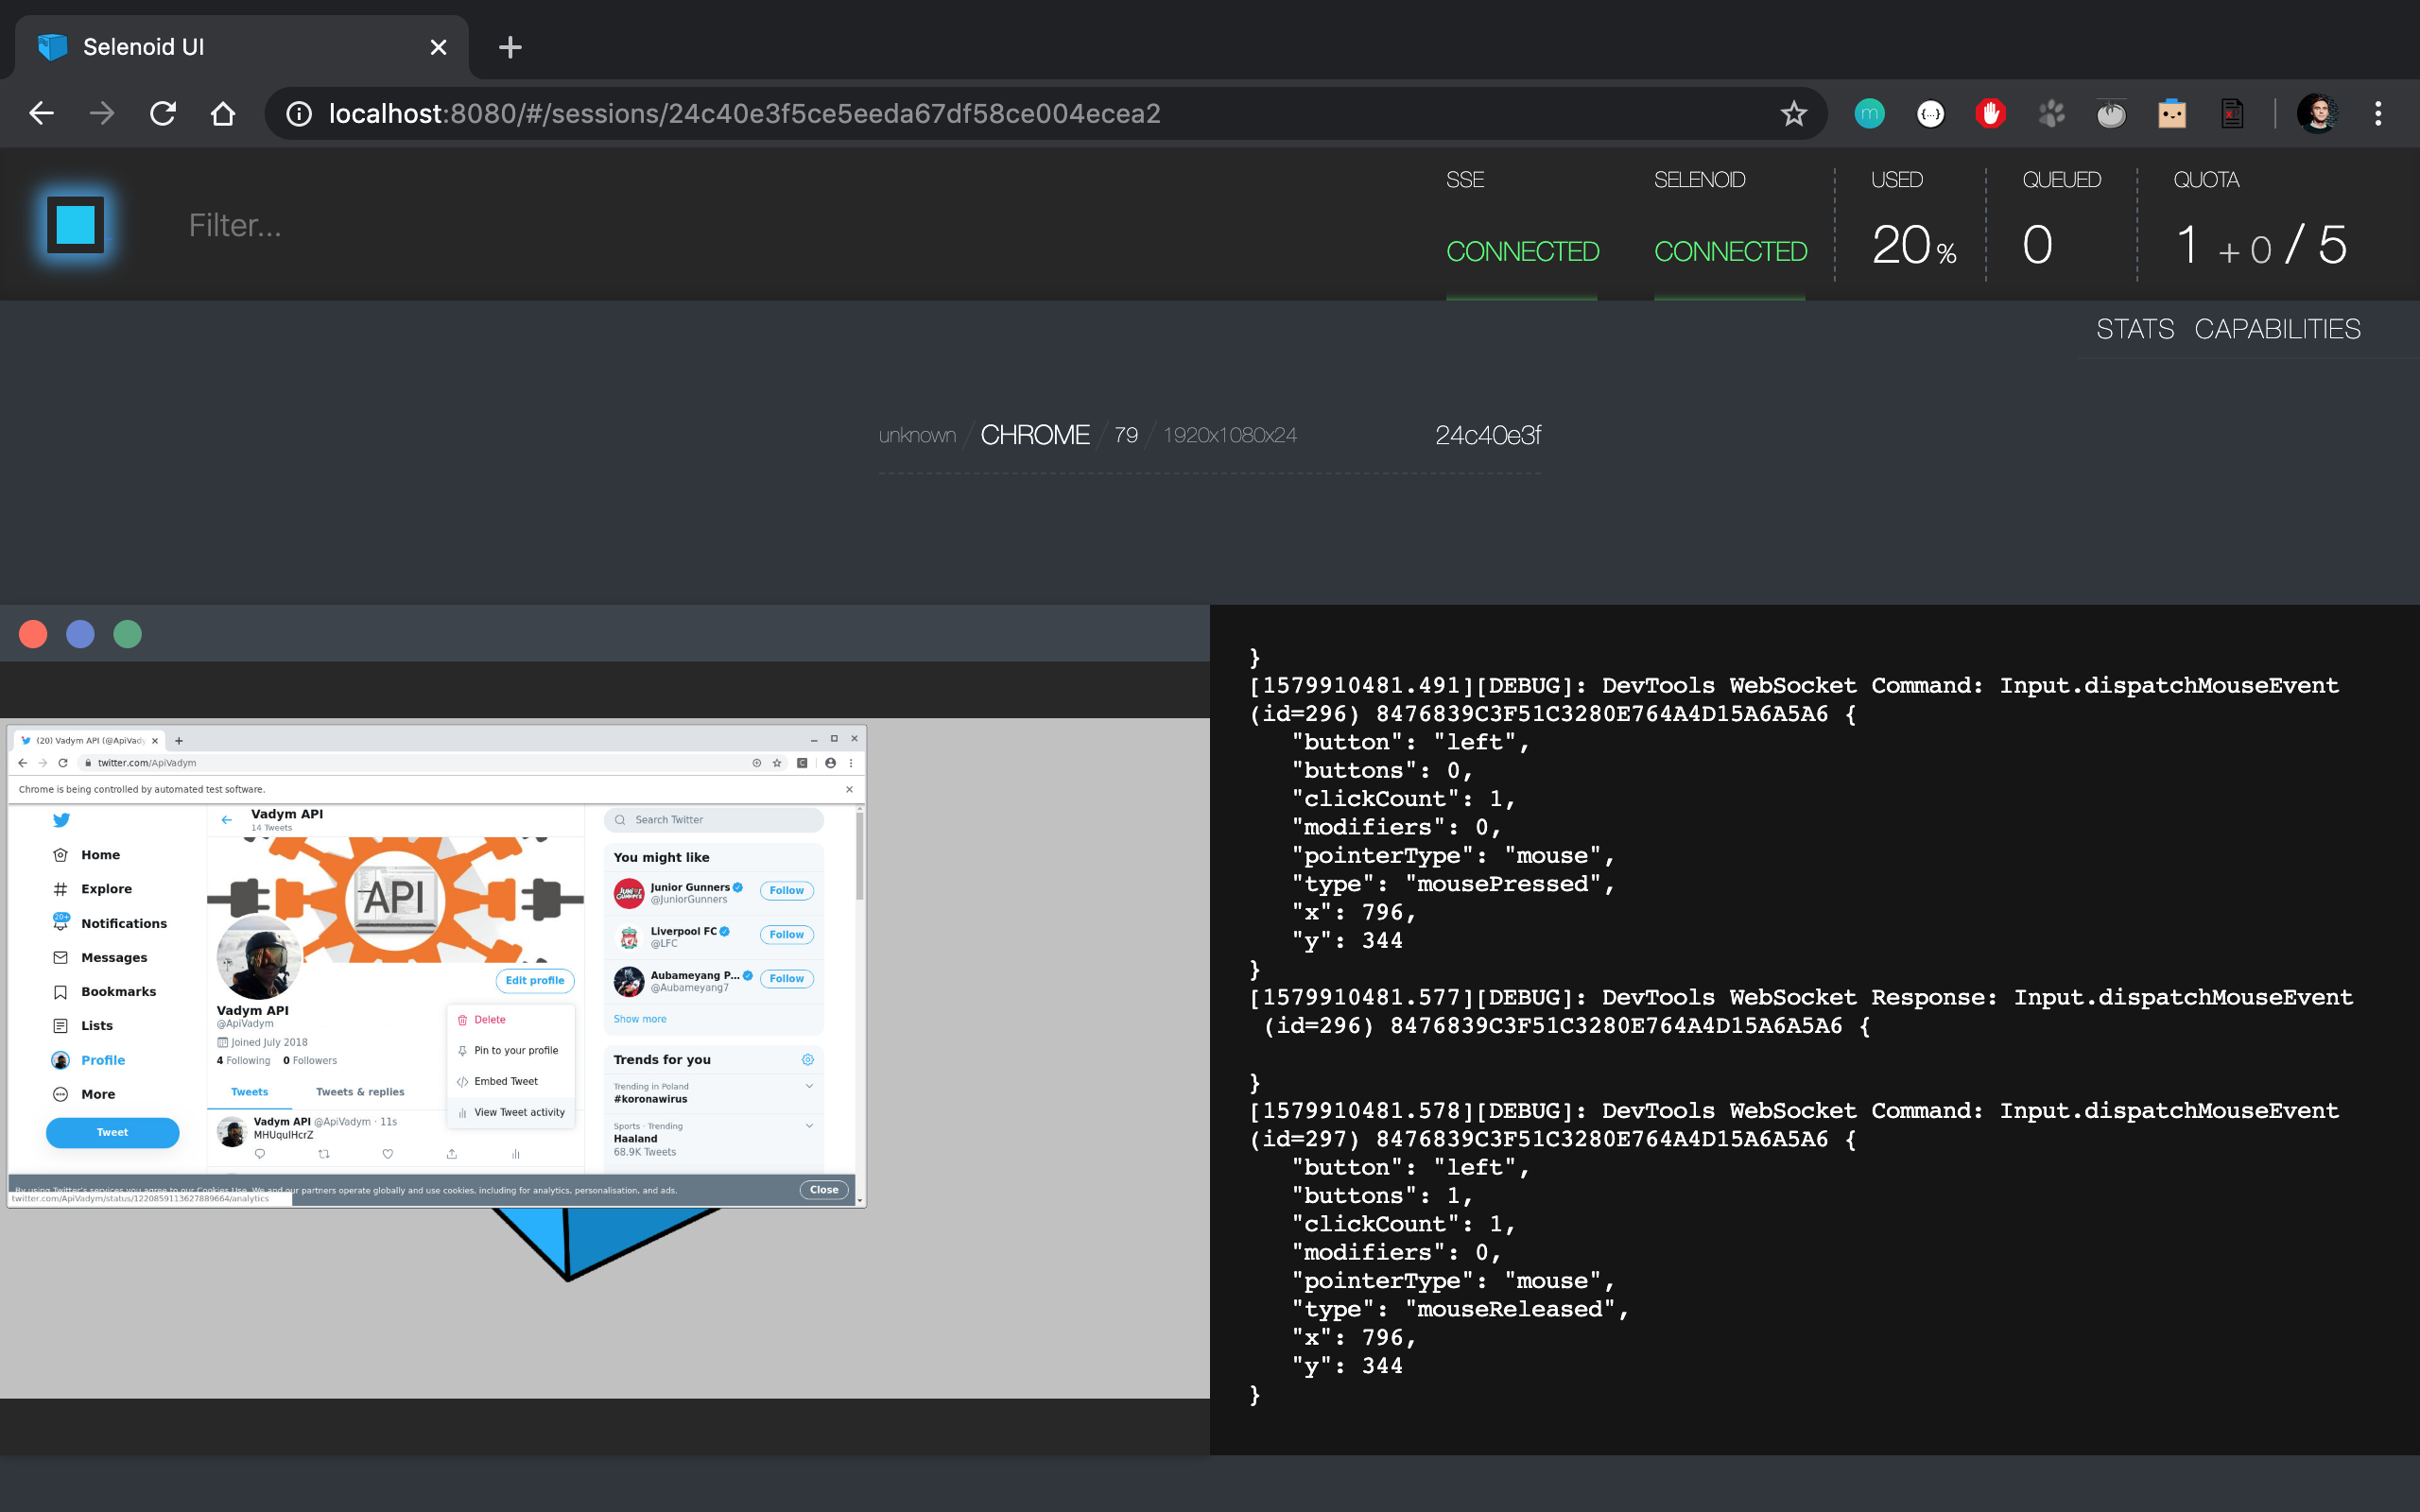 Selenoid UI
localhost:8080/#/sessions/24c40e3f5ce5eeda67df58ce004ecea2
Filter...
SSE
CONNECTED
SELENOID
CONNECTED
USED
20 %
QUEUED
0
QUOTA
1 + 0 / 5
STATS CAPABILITIES
unknown / CHROME / 79 / 1920x1080x24 24c40e3f
(20) Vadym API (@ApiVady
twitter.com/ApiVadym
Chrome is being controlled by automated test software.
Home
Explore
20+
Notifications
Messages
Bookmarks
Lists
Profile
More
Tweet
Vadym API
14 Tweets
API
Edit profile
Vadym API
@ApiVadym
Joined July 2018
4 Following 0 Followers
Delete
Pin to your profile
Embed Tweet
View Tweet activity
Tweets Tweets & replies
Vadym API @ApiVadym · 11s
MHUquIHcrZ
Search Twitter
You might like
Junior Gunners
@JuniorGunners
Follow
Liverpool FC
@LFC
Follow
Aubameyang P...
@Aubameyang7
Follow
Show more
Trends for you
Trending in Poland
#koronawirus
Sports · Trending
Haaland
68.9K Tweets
By using Twitter's services you agree to our Cookies Use. We and our partners operate globally and use cookies, including for analytics, personalisation, and ads.
Close
twitter.com/ApiVadym/status/1220859113627889664/analytics
}
[1579910481.491][DEBUG]: DevTools WebSocket Command: Input.dispatchMouseEvent
(id=296) 8476839C3F51C3280E764A4D15A6A5A6 {
"button": "left",
"buttons": 0,
"clickCount": 1,
"modifiers": 0,
"pointerType": "mouse",
"type": "mousePressed",
"x": 796,
"y": 344
}
[1579910481.577][DEBUG]: DevTools WebSocket Response: Input.dispatchMouseEvent
(id=296) 8476839C3F51C3280E764A4D15A6A5A6 {
}
[1579910481.578][DEBUG]: DevTools WebSocket Command: Input.dispatchMouseEvent
(id=297) 8476839C3F51C3280E764A4D15A6A5A6 {
"button": "left",
"buttons": 1,
"clickCount": 1,
"modifiers": 0,
"pointerType": "mouse",
"type": "mouseReleased",
"x": 796,
"y": 344
}